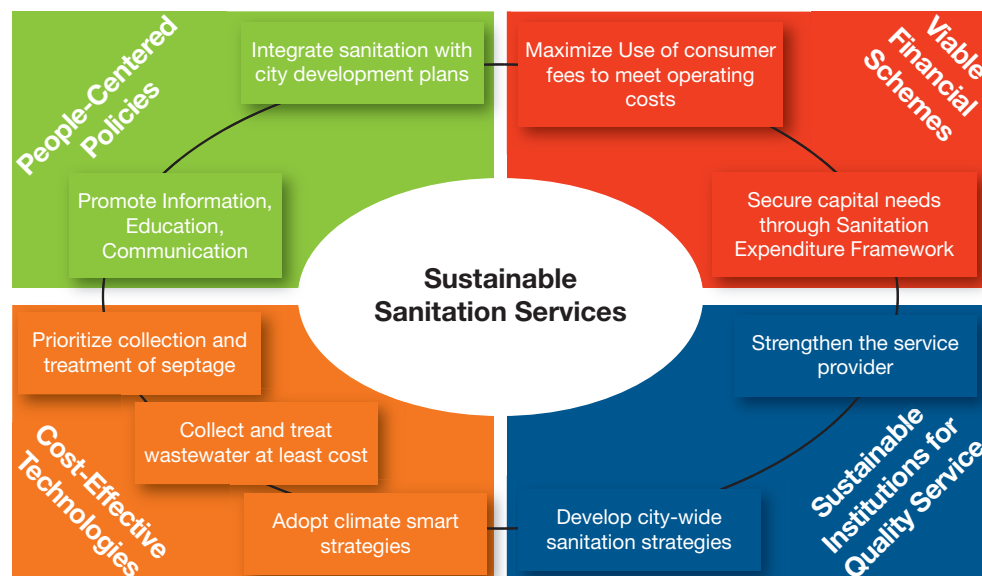 People-Centered
Policies
Integrate sanitation with
city development plans
Promote Information,
Education,
Communication
Maximize Use of consumer
fees to meet operating
costs
Viable
Financial
Schemes
Secure capital needs
through Sanitation
Expenditure Framework
Sustainable
Sanitation Services
Prioritize collection and
treatment of septage
Collect and treat
wastewater at least cost
Adopt climate smart
strategies
Cost-Effective
Technologies
Strengthen the service
provider
Develop city-wide
sanitation strategies
Sustainable
Institutions for
Quality Service